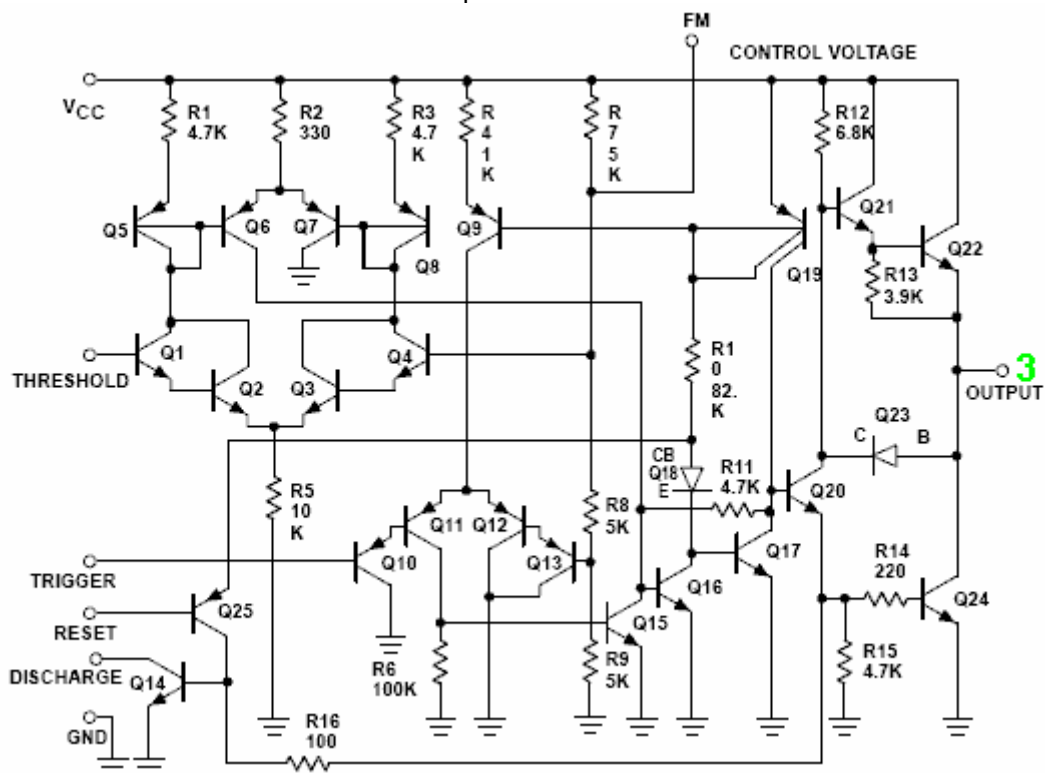 FM
CONTROL VOLTAGE
VCC
R1
4.7K
R2
330
R3
4.7
K
R
4
1
K
R
7
5
K
R12
6.8K
Q5
Q6
Q7
Q8
Q9
Q19
Q21
Q22
R13
3.9K
Q1
Q2
Q3
Q4
THRESHOLD
R1
0
82.
K
3
OUTPUT
Q23
C
B
CB
Q18
E
R11
4.7K
Q20
R5
10
K
Q11
Q12
R8
5K
Q10
Q13
Q17
TRIGGER
R14
220
Q16
Q25
Q15
Q24
RESET
R6
100K
R9
5K
R15
4.7K
DISCHARGE
Q14
GND
R16
100